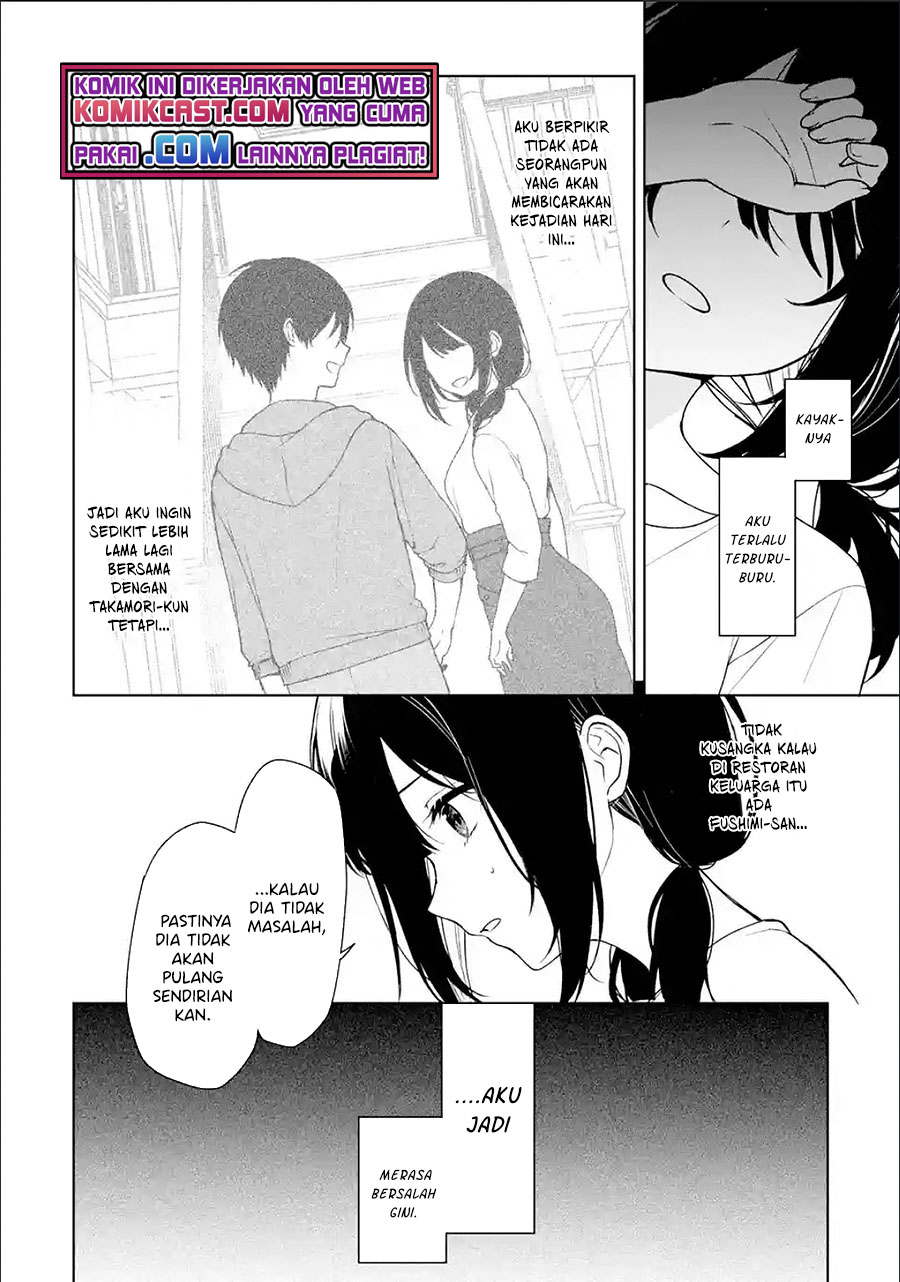 KOMIK INI DIKERJAKAN OLEH WEB
KOMIKCAST.COM YANG CUMA
PAKAI .COM LAINNYA PLAGIAT!
KAYAK-
NYA
AKU
TERLALU
TERBURU-
BURU.
AKU BERPIKIR
TIDAK ADA
SEORANGPUN
YANG AKAN
MEMBICARAKAN
KEJADIAN HARI
INI...
JADI AKU INGIN
SEDIKIT LEBIH
LAMA LAGI
BERSAMA
DENGAN
TAKAMORI-KUN
TETAPI...
TIDAK
KUSANGKA KALAU
DI RESTORAN
KELUARGA ITU
ADA
FUSHIMI-SAN...
...KALAU
DIA TIDAK
MASALAH,
PASTINYA
DIA TIDAK
AKAN
PULANG
SENDIRIAN
KAN.
....AKU
JADI
MERASA
BERSALAH
GINI.